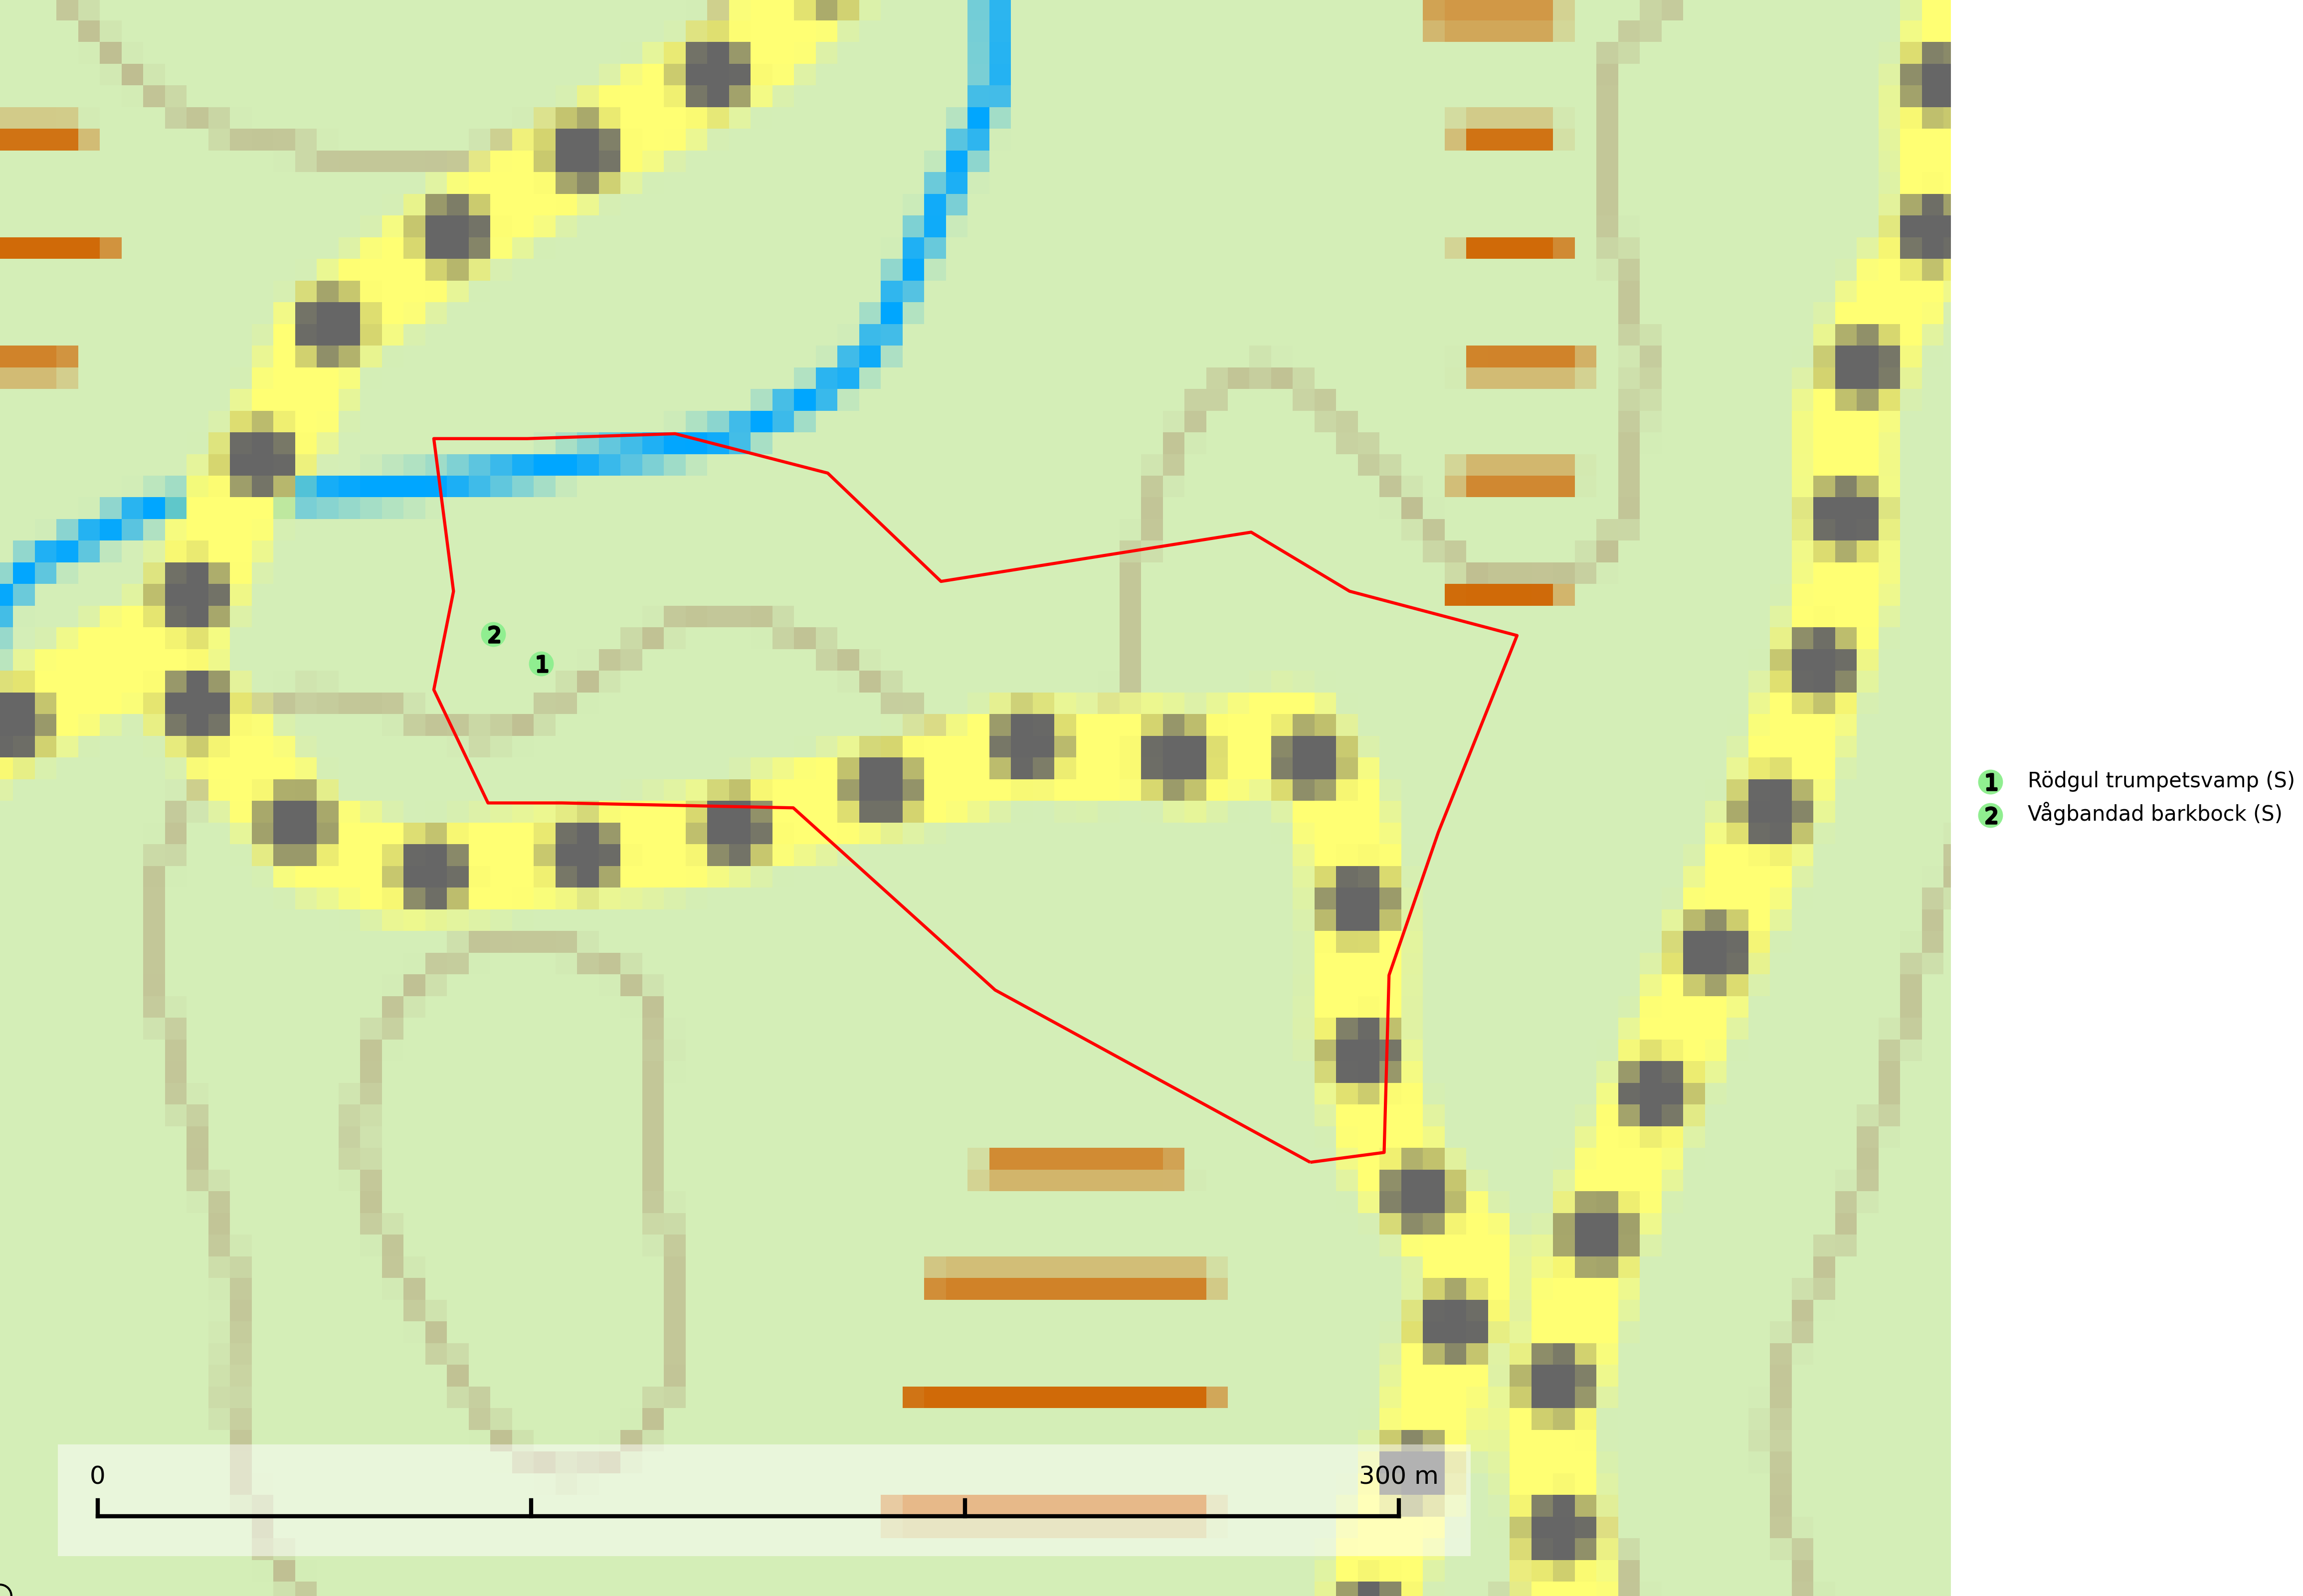 2
1
1 Rödgul trumpetsvamp (S)
2 Vågbandad barkbock (S)
0 300 m